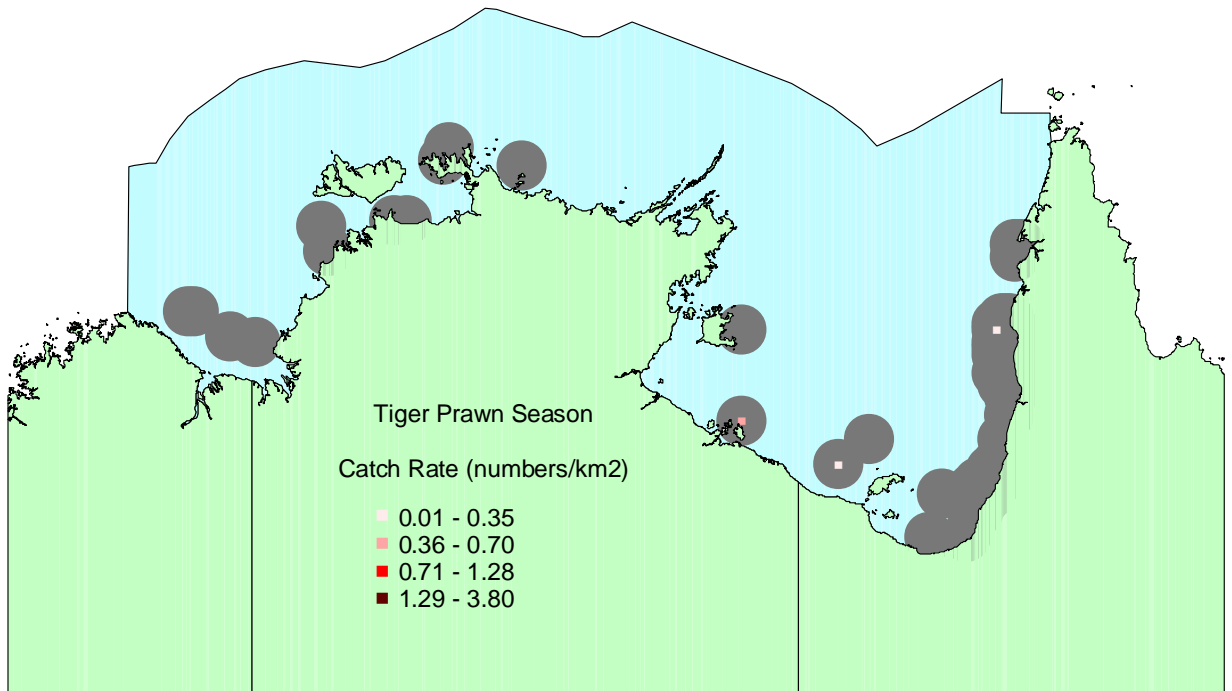 Tiger Prawn Season
Catch Rate (numbers/km2)
0.01 - 0.35
0.36 - 0.70
0.71 - 1.28
1.29 - 3.80